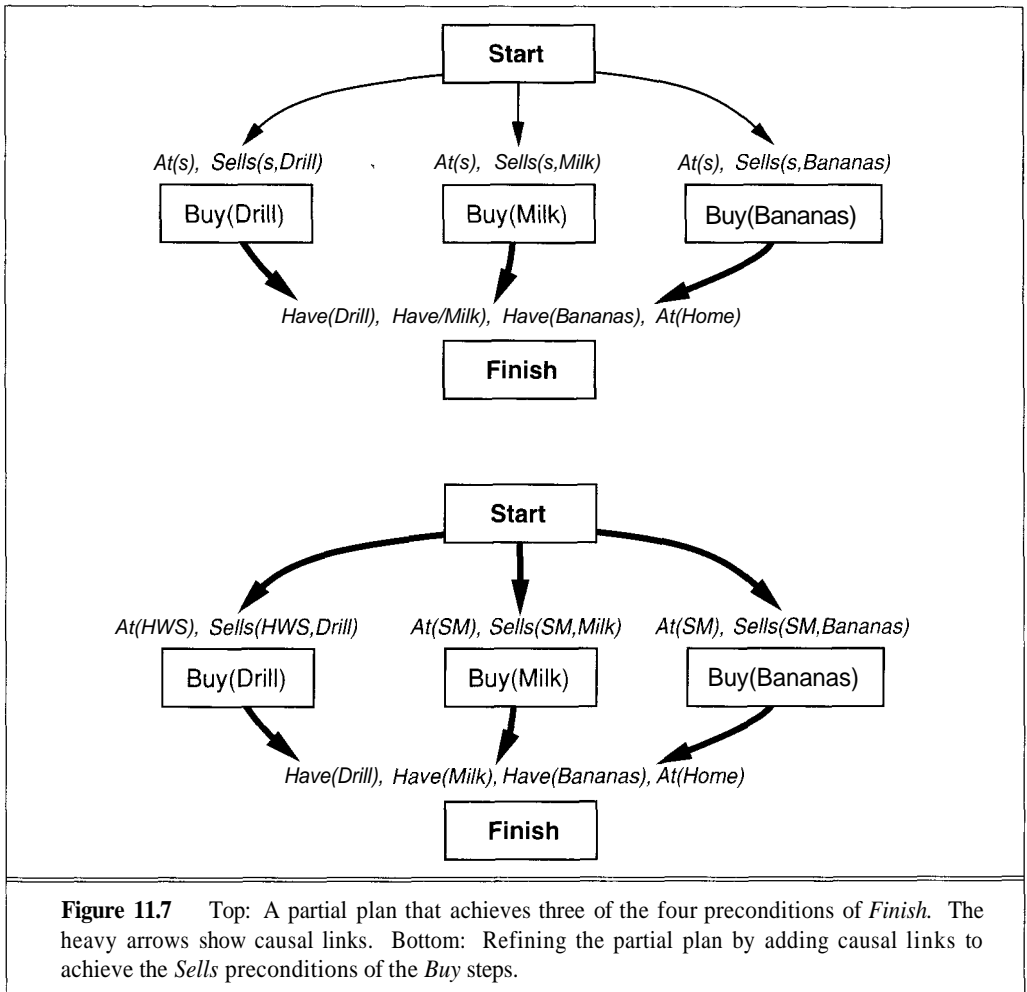 Start
At(s), Sells(s,Drill) At(s), Sells(s,Milk) At(s), Sells(s,Bananas)
Buy(Drill) Buy(Milk) Buy(Bananas)
Have(Drill), Have/Milk), Have(Bananas), At(Home)
Finish
Start
At(HWS), Sells(HWS,Drill) At(SM), Sells(SM,Milk) At(SM), Sells(SM,Bananas)
Buy(Drill) Buy(Milk) Buy(Bananas)
Have(Drill), Have(Milk), Have(Bananas), At(Home)
Finish
Figure 11.7 Top: A partial plan that achieves three of the four preconditions of Finish. The
heavy arrows show causal links. Bottom: Refining the partial plan by adding causal links to
achieve the Sells preconditions of the Buy steps.